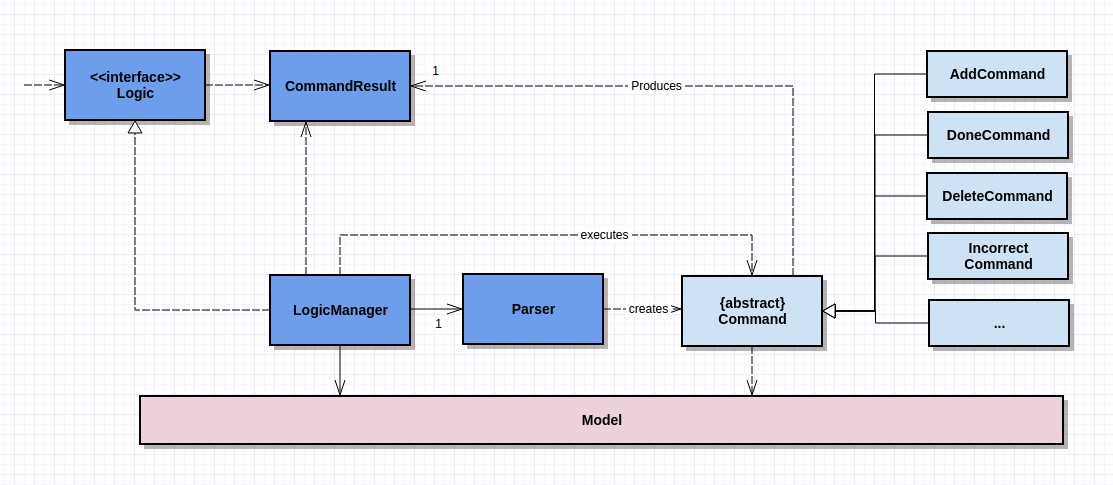 <<interface>>
Logic
CommandResult
1
Produces
AddCommand
DoneCommand
DeleteCommand
Incorrect
Command
...
executes
LogicManager
1
Parser
creates
{abstract}
Command
Model